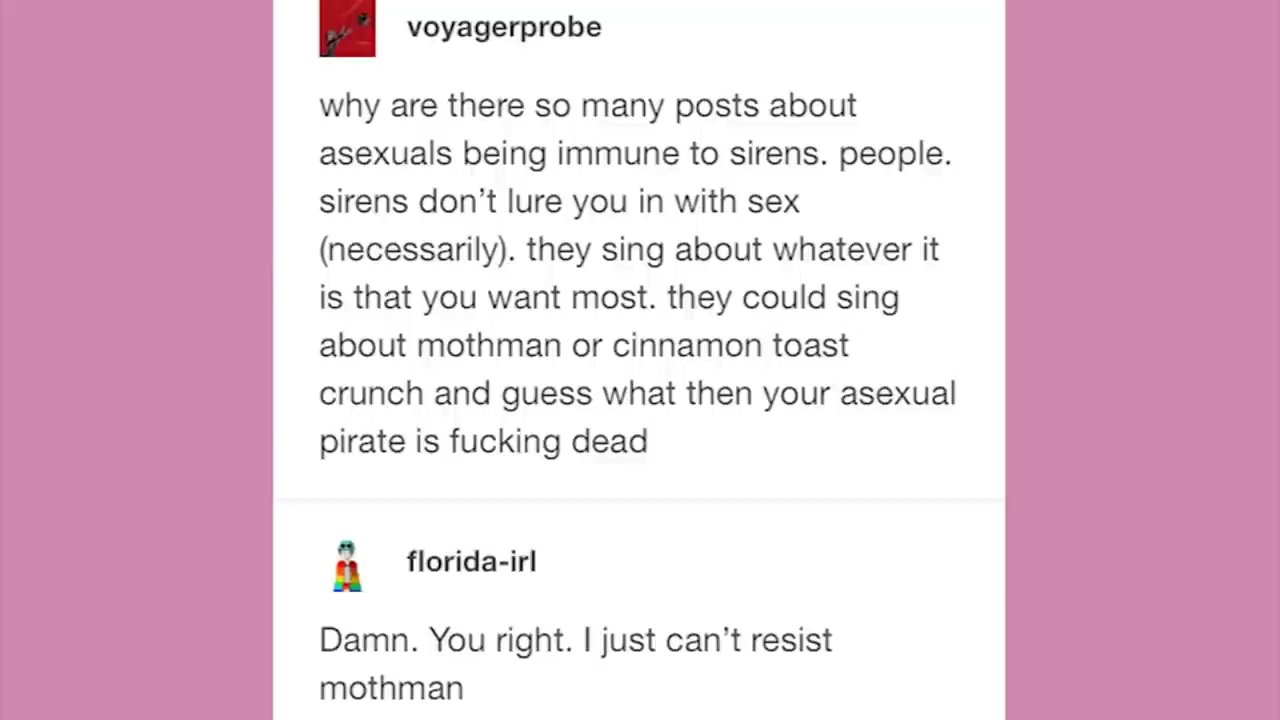 voyagerprobe
why are there so many posts about
asexuals being immune to sirens. people.
sirens don’t lure you in with sex
(necessarily). they sing about whatever it
is that you want most. they could sing
about mothman or cinnamon toast
crunch and guess what then your asexual
pirate is fucking dead
florida-irl
Damn. You right. I just can’t resist
mothman